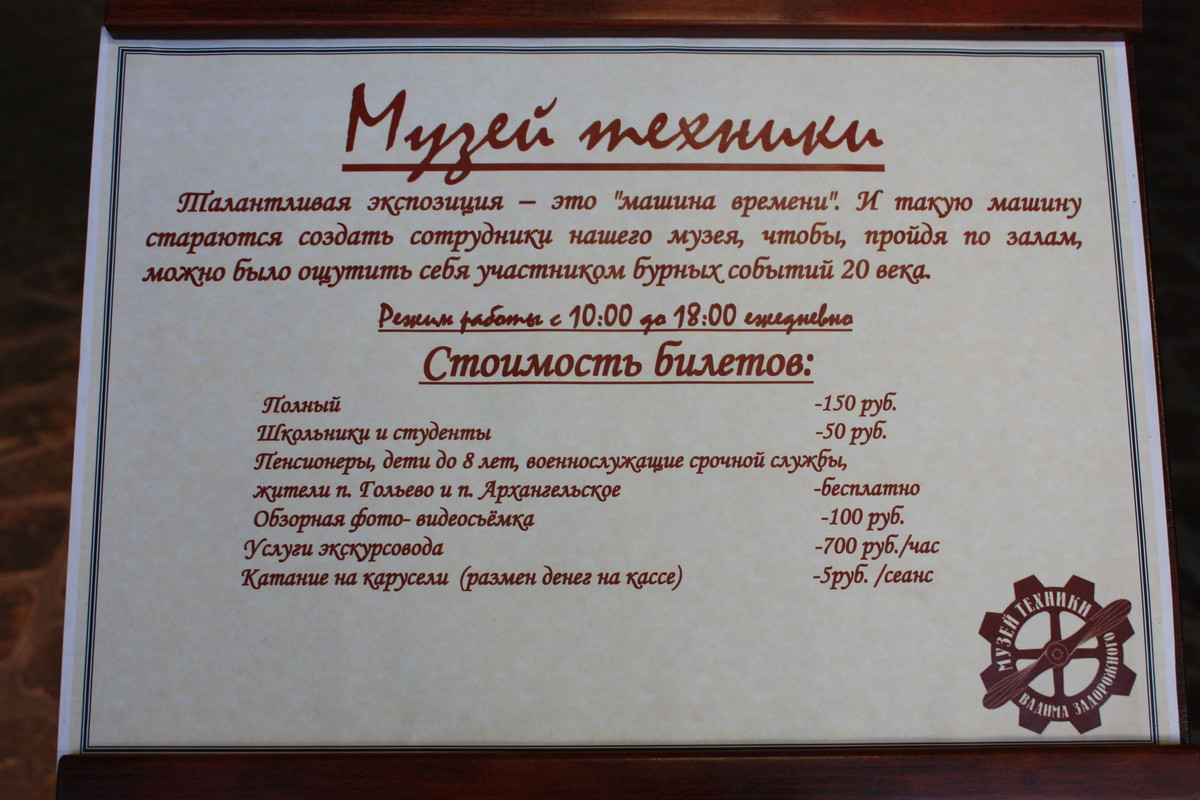 Музей техники
Талантливая экспозиция – это "машина времени". И такую машину
стараются создать сотрудники нашего музея, чтобы, пройдя по залам,
можно было ощутить себя участником бурных событий 20 века.
Режим работы с 10:00 до 18:00 ежедневно
Стоимость билетов:
Полный -150 руб.
Школьники и студенты -50 руб.
Пенсионеры, дети до 8 лет, военнослужащие срочной службы,
жители п. Гольево и п. Архангельское -бесплатно
Обзорная фото- видеосъёмка -100 руб.
Услуги экскурсовода -700 руб./час
Катание на карусели (размен денег на кассе) -5руб. /сеанс
МУЗЕЙ ТЕХНИКИ
ВАДИМА ЗАДОРОЖНОГО